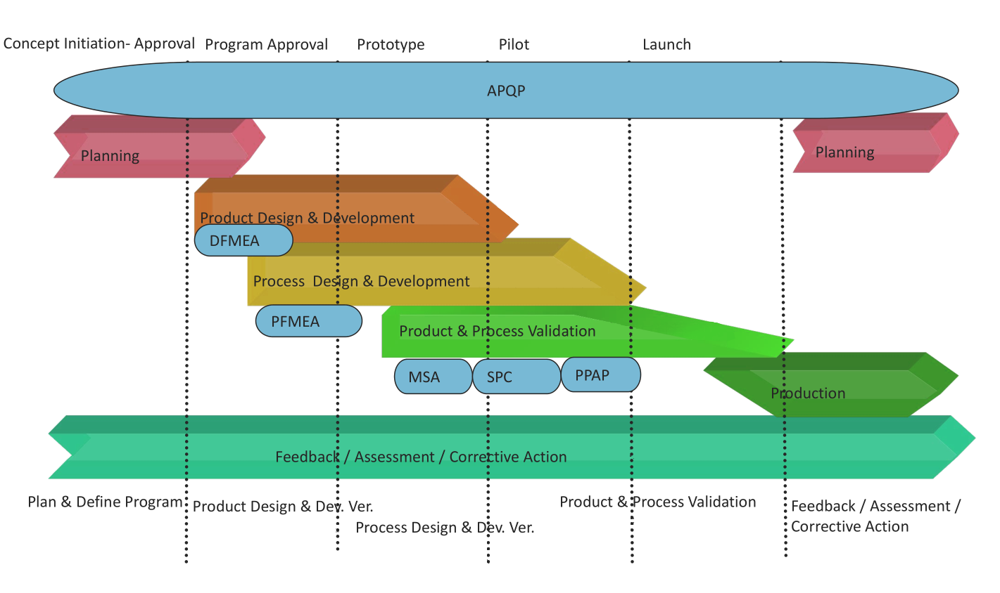 Concept Initiation- Approval
Program Approval
Prototype
Pilot
Launch
APQP
Planning
Planning
Product Design & Development
DFMEA
Process  Design & Development
PFMEA
Product & Process Validation
MSA
SPC
PPAP
Production
Feedback / Assessment / Corrective Action
Plan & Define Program
Product Design & Dev. Ver.
Process Design & Dev. Ver.
Product & Process Validation
Feedback / Assessment /
Corrective Action